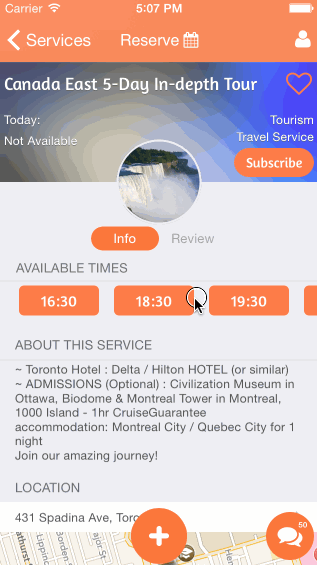 Carrier 5:07 PM
Services Reserve
Canada East 5-Day In-depth Tour
Today: Tourism
Not Available Travel Service
Subscribe
Info Review
AVAILABLE TIMES
16:30 18:30 19:30
ABOUT THIS SERVICE
~ Toronto Hotel : Delta / Hilton HOTEL (or similar)
~ ADMISSIONS (Optional) : Civilization Museum in
Ottawa, Biodome & Montreal Tower in Montreal,
1000 Island - 1hr CruiseGuarantee
accommodation: Montreal City / Quebec City for 1
night
Join our amazing journey!
LOCATION
431 Spadina Ave,
50
Major St